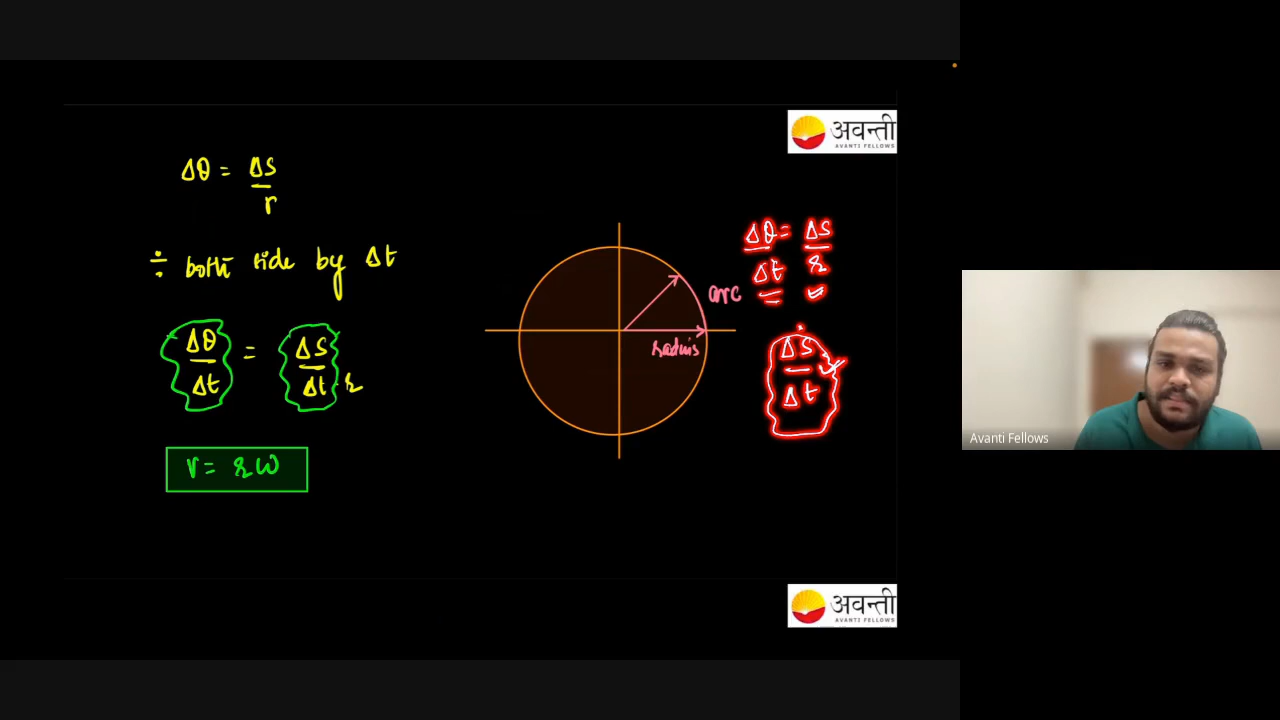 अवन्ती
AVANTI FELLOWS
Δθ = Δs
r
÷ both side by Δt
Δθ = Δs
Δt Δt r
v = rω
arc
radius
Δθ = Δs
Δt r
Δs
Δt
Avanti Fellows
अवन्ती
AVANTI FELLOWS